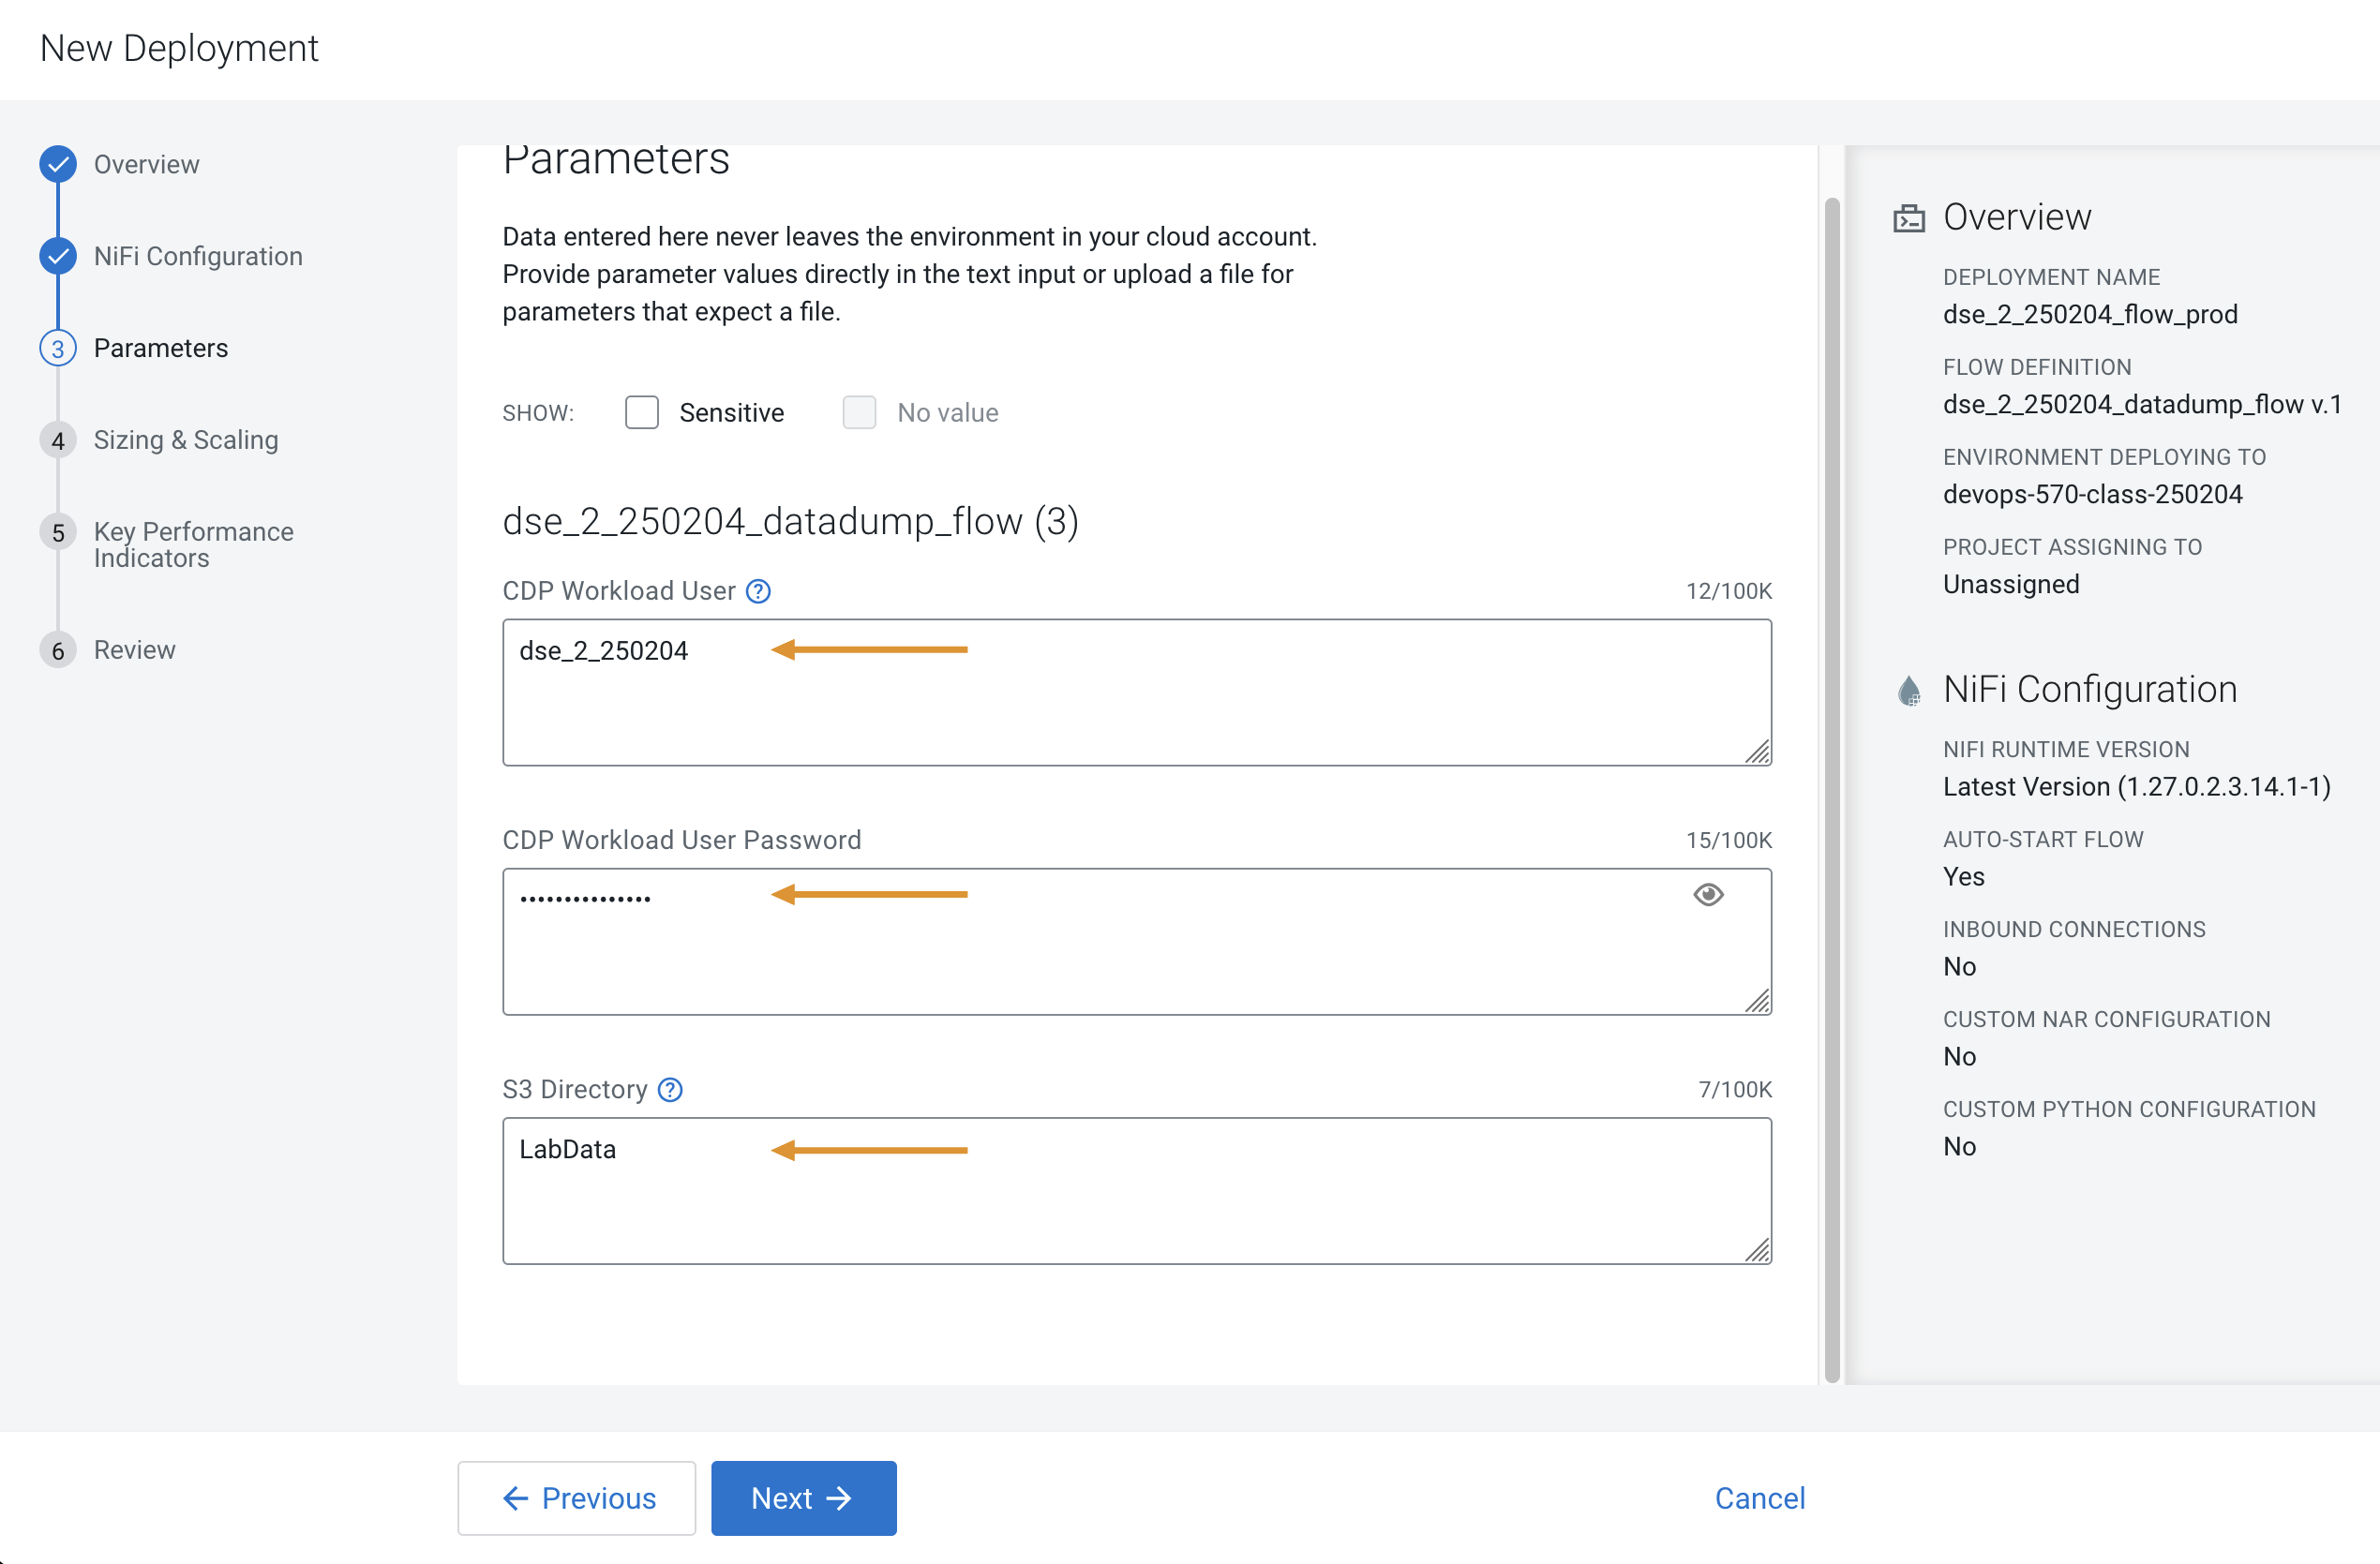 New Deployment
Overview
NiFi Configuration
3 Parameters
4 Sizing & Scaling
5 Key Performance
Indicators
6 Review
Parameters
Data entered here never leaves the environment in your cloud account.
Provide parameter values directly in the text input or upload a file for
parameters that expect a file.
SHOW: Sensitive No value
dse_2_250204_datadump_flow (3)
CDP Workload User ? 12/100K
dse_2_250204
CDP Workload User Password 15/100K
•••••••••••••••
S3 Directory ? 7/100K
LabData
Overview
DEPLOYMENT NAME
dse_2_250204_flow_prod
FLOW DEFINITION
dse_2_250204_datadump_flow v.1
ENVIRONMENT DEPLOYING TO
devops-570-class-250204
PROJECT ASSIGNING TO
Unassigned
NiFi Configuration
NIFI RUNTIME VERSION
Latest Version (1.27.0.2.3.14.1-1)
AUTO-START FLOW
Yes
INBOUND CONNECTIONS
No
CUSTOM NAR CONFIGURATION
No
CUSTOM PYTHON CONFIGURATION
No
← Previous
Next →
Cancel